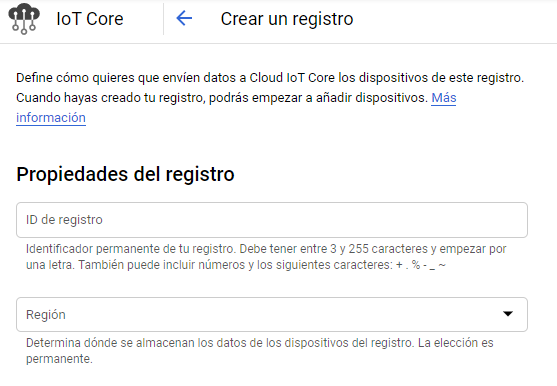 IoT Core
Crear un registro
Define cómo quieres que envíen datos a Cloud IoT Core los dispositivos de este registro.
Cuando hayas creado tu registro, podrás empezar a añadir dispositivos. Más
información
Propiedades del registro
ID de registro
Identificador permanente de tu registro. Debe tener entre 3 y 255 caracteres y empezar por
una letra. También puede incluir números y los siguientes caracteres: + . % - _ ~
Región
Determina dónde se almacenan los datos de los dispositivos del registro. La elección es
permanente.